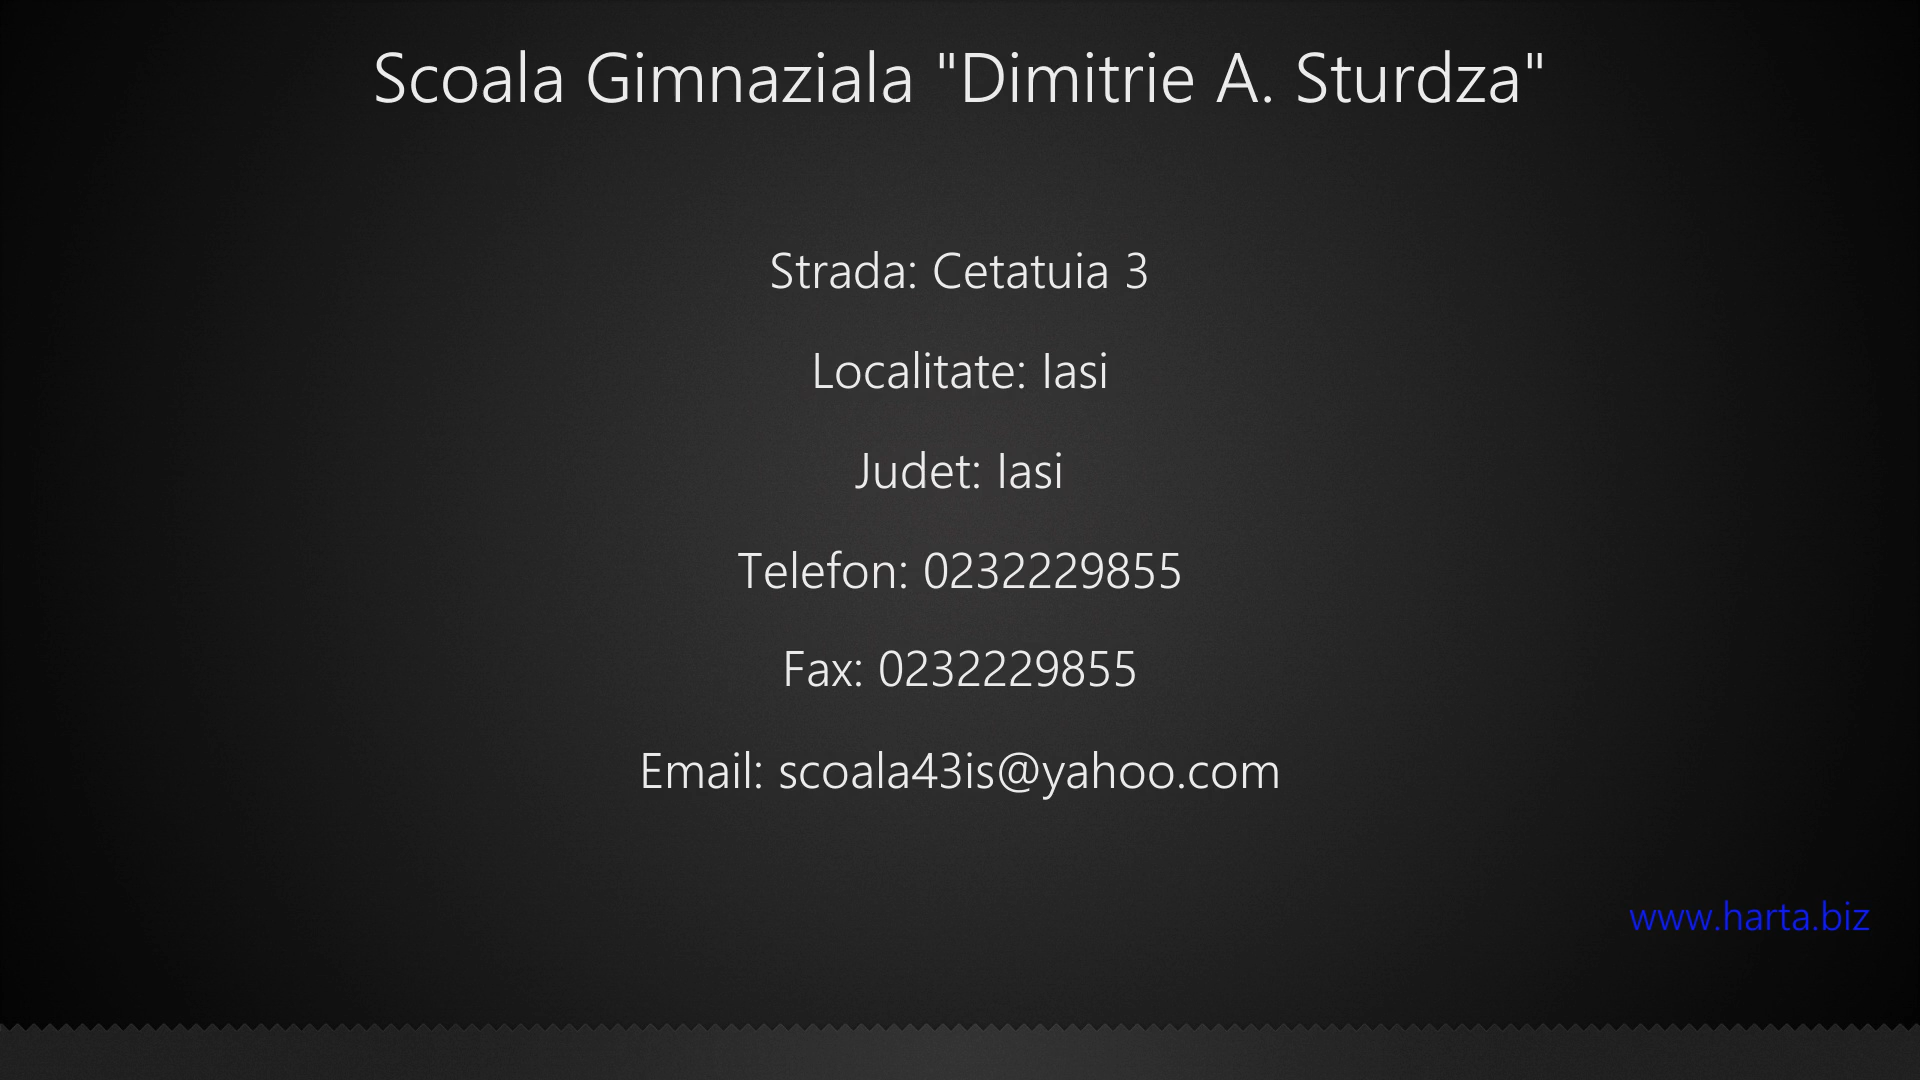 Scoala Gimnaziala "Dimitrie A. Sturdza"
Strada: Cetatuia 3
Localitate: Iasi
Judet: Iasi
Telefon: 0232229855
Fax: 0232229855
Email: scoala43is@yahoo.com
www.harta.biz